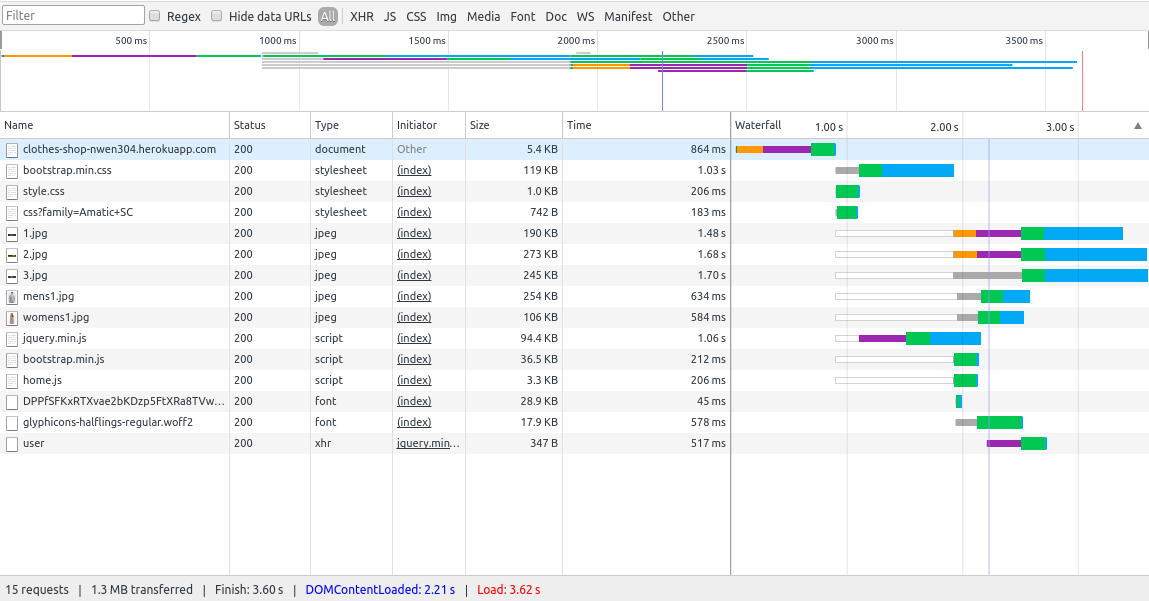 Filter Regex Hide data URLs All XHR JS CSS Img Media Font Doc WS Manifest Other
500 ms 1000 ms 1500 ms 2000 ms 2500 ms 3000 ms 3500 ms
Name Status Type Initiator Size Time Waterfall 1.00 s 2.00 s 3.00 s ▲
clothes-shop-nwen304.herokuapp.com 200 document Other 5.4 KB 864 ms
bootstrap.min.css 200 stylesheet (index) 119 KB 1.03 s
style.css 200 stylesheet (index) 1.0 KB 206 ms
css?family=Amatic+SC 200 stylesheet (index) 742 B 183 ms
1.jpg 200 jpeg (index) 190 KB 1.48 s
2.jpg 200 jpeg (index) 273 KB 1.68 s
3.jpg 200 jpeg (index) 245 KB 1.70 s
mens1.jpg 200 jpeg (index) 254 KB 634 ms
womens1.jpg 200 jpeg (index) 106 KB 584 ms
jquery.min.js 200 script (index) 94.4 KB 1.06 s
bootstrap.min.js 200 script (index) 36.5 KB 212 ms
home.js 200 script (index) 3.3 KB 206 ms
DPPfSFKxRTXvae2bKDzp5FtXRa8TVw... 200 font (index) 28.9 KB 45 ms
glyphicons-halflings-regular.woff2 200 font (index) 17.9 KB 578 ms
user 200 xhr jquery.min... 347 B 517 ms
15 requests | 1.3 MB transferred | Finish: 3.60 s | DOMContentLoaded: 2.21 s | Load: 3.62 s